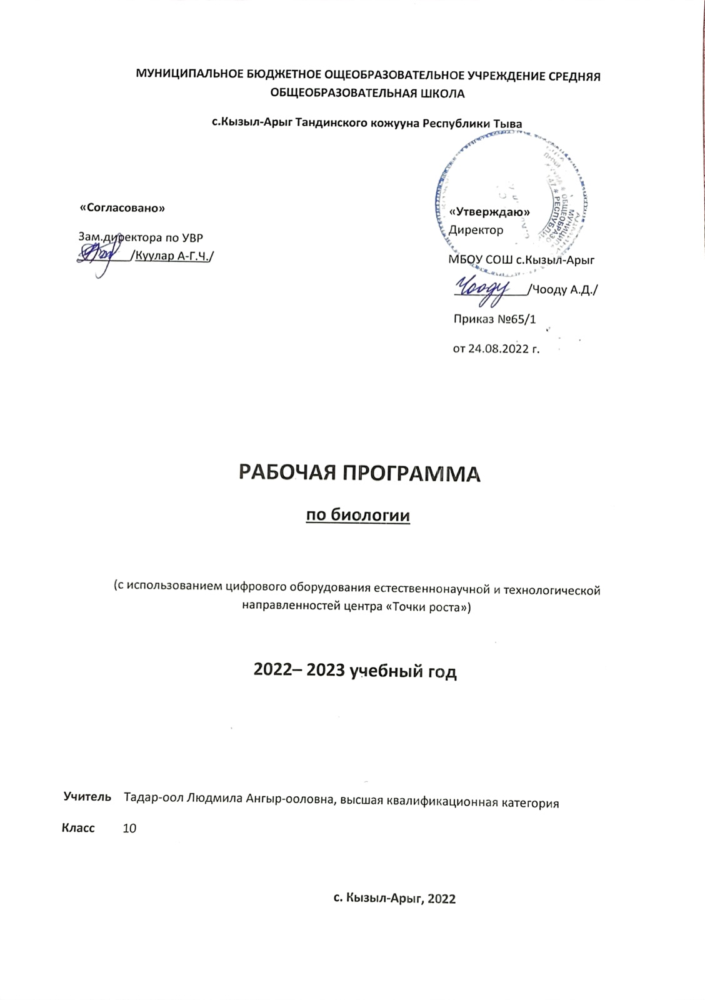 МУНИЦИПАЛЬНОЕ БЮДЖЕТНОЕ ОЩЕОБРАЗОВАТЕЛЬНОЕ УЧРЕЖДЕНИЕ СРЕДНЯЯ
ОБЩЕОБРАЗОВАТЕЛЬНАЯ ШКОЛА
с.Кызыл-Арыг Тандинского кожууна Республики Тыва
«Согласовано»
Зам.директора по УВР
/Куулар А-Г.Ч./
«Утверждаю»
Директор
МБОУ СОШ с.Кызыл-Арыг
Чооду /Чооду А.Д./
Приказ №65/1
от 24.08.2022 г.
РАБОЧАЯ ПРОГРАММА
по биологии
(с использованием цифрового оборудования естественнонаучной и технологической
направленностей центра «Точки роста»)
2022– 2023 учебный год
Учитель Тадар-оол Людмила Ангыр-ооловна, высшая квалификационная категория
Класс 10
с. Кызыл-Арыг, 2022